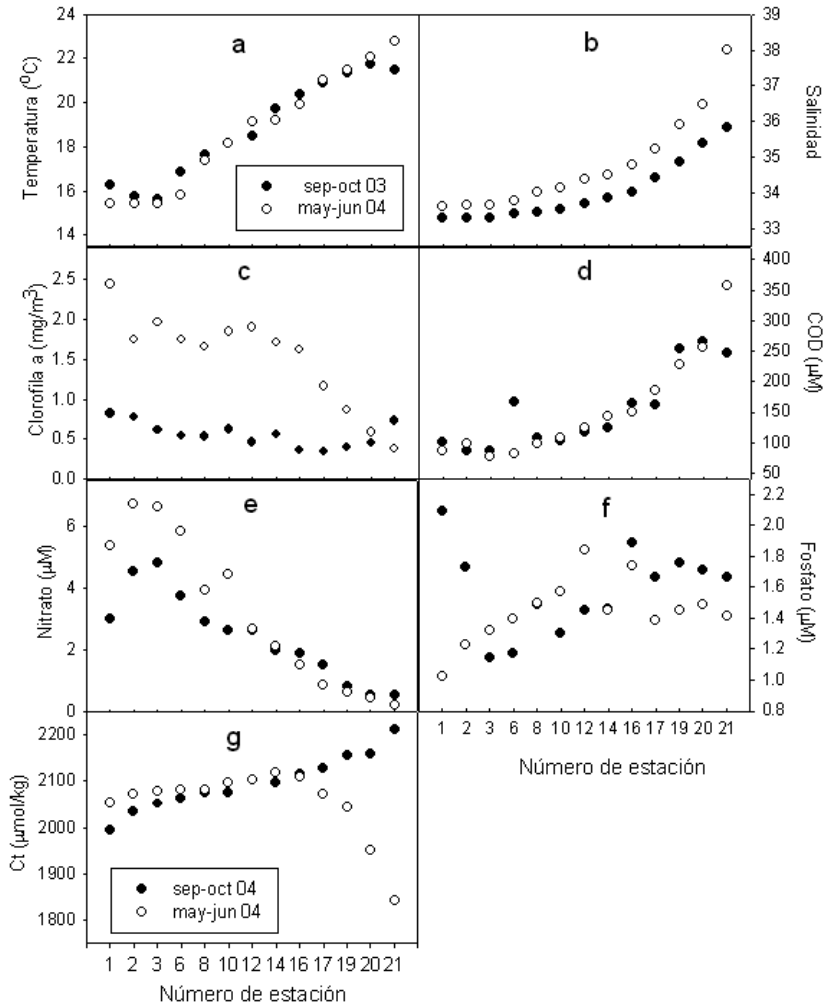 a
Temperatura (⁰C)
24
22
20
18
16
14
sep-oct 03
may-jun 04
b
Salinidad
39
38
37
36
35
34
33
c
Clorofila a (mg/m³)
2.5
2.0
1.5
1.0
0.5
0.0
d
COD (µM)
400
350
300
250
200
150
100
50
e
Nitrato (µM)
6
4
2
0
f
Fosfato (µM)
2.2
2.0
1.8
1.6
1.4
1.2
1.0
0.8
1 2 3 6 8 10 12 14 16 17 19 20 21
Número de estación
g
Ct (µmol/kg)
2200
2100
2000
1900
1800
sep-oct 04
may-jun 04
1 2 3 6 8 10 12 14 16 17 19 20 21
Número de estación